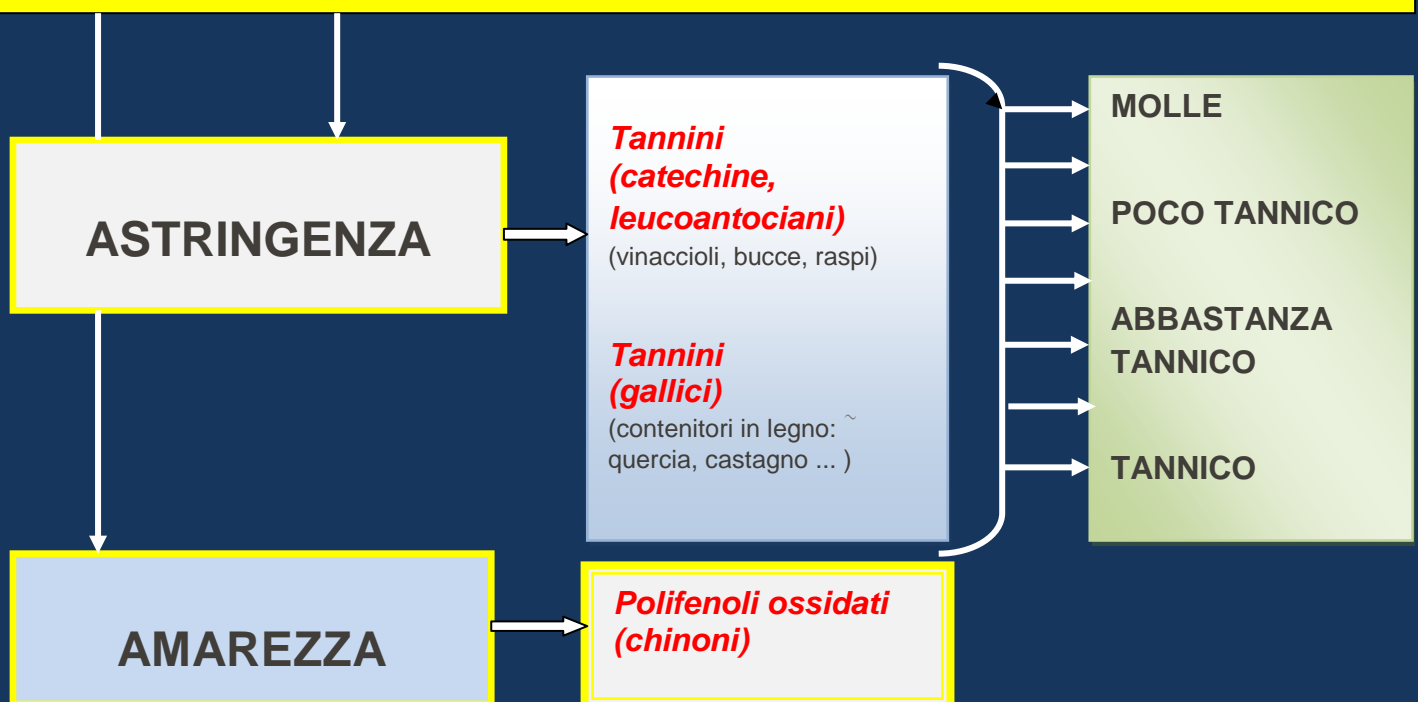 ASTRINGENZA
Tannini
(catechine,
leucoantociani)
(vinaccioli, bucce, raspi)
Tannini
(gallici)
(contenitori in legno: ~
quercia, castagno ... )
MOLLE
POCO TANNICO
ABBASTANZA
TANNICO
TANNICO
AMAREZZA
Polifenoli ossidati
(chinoni)